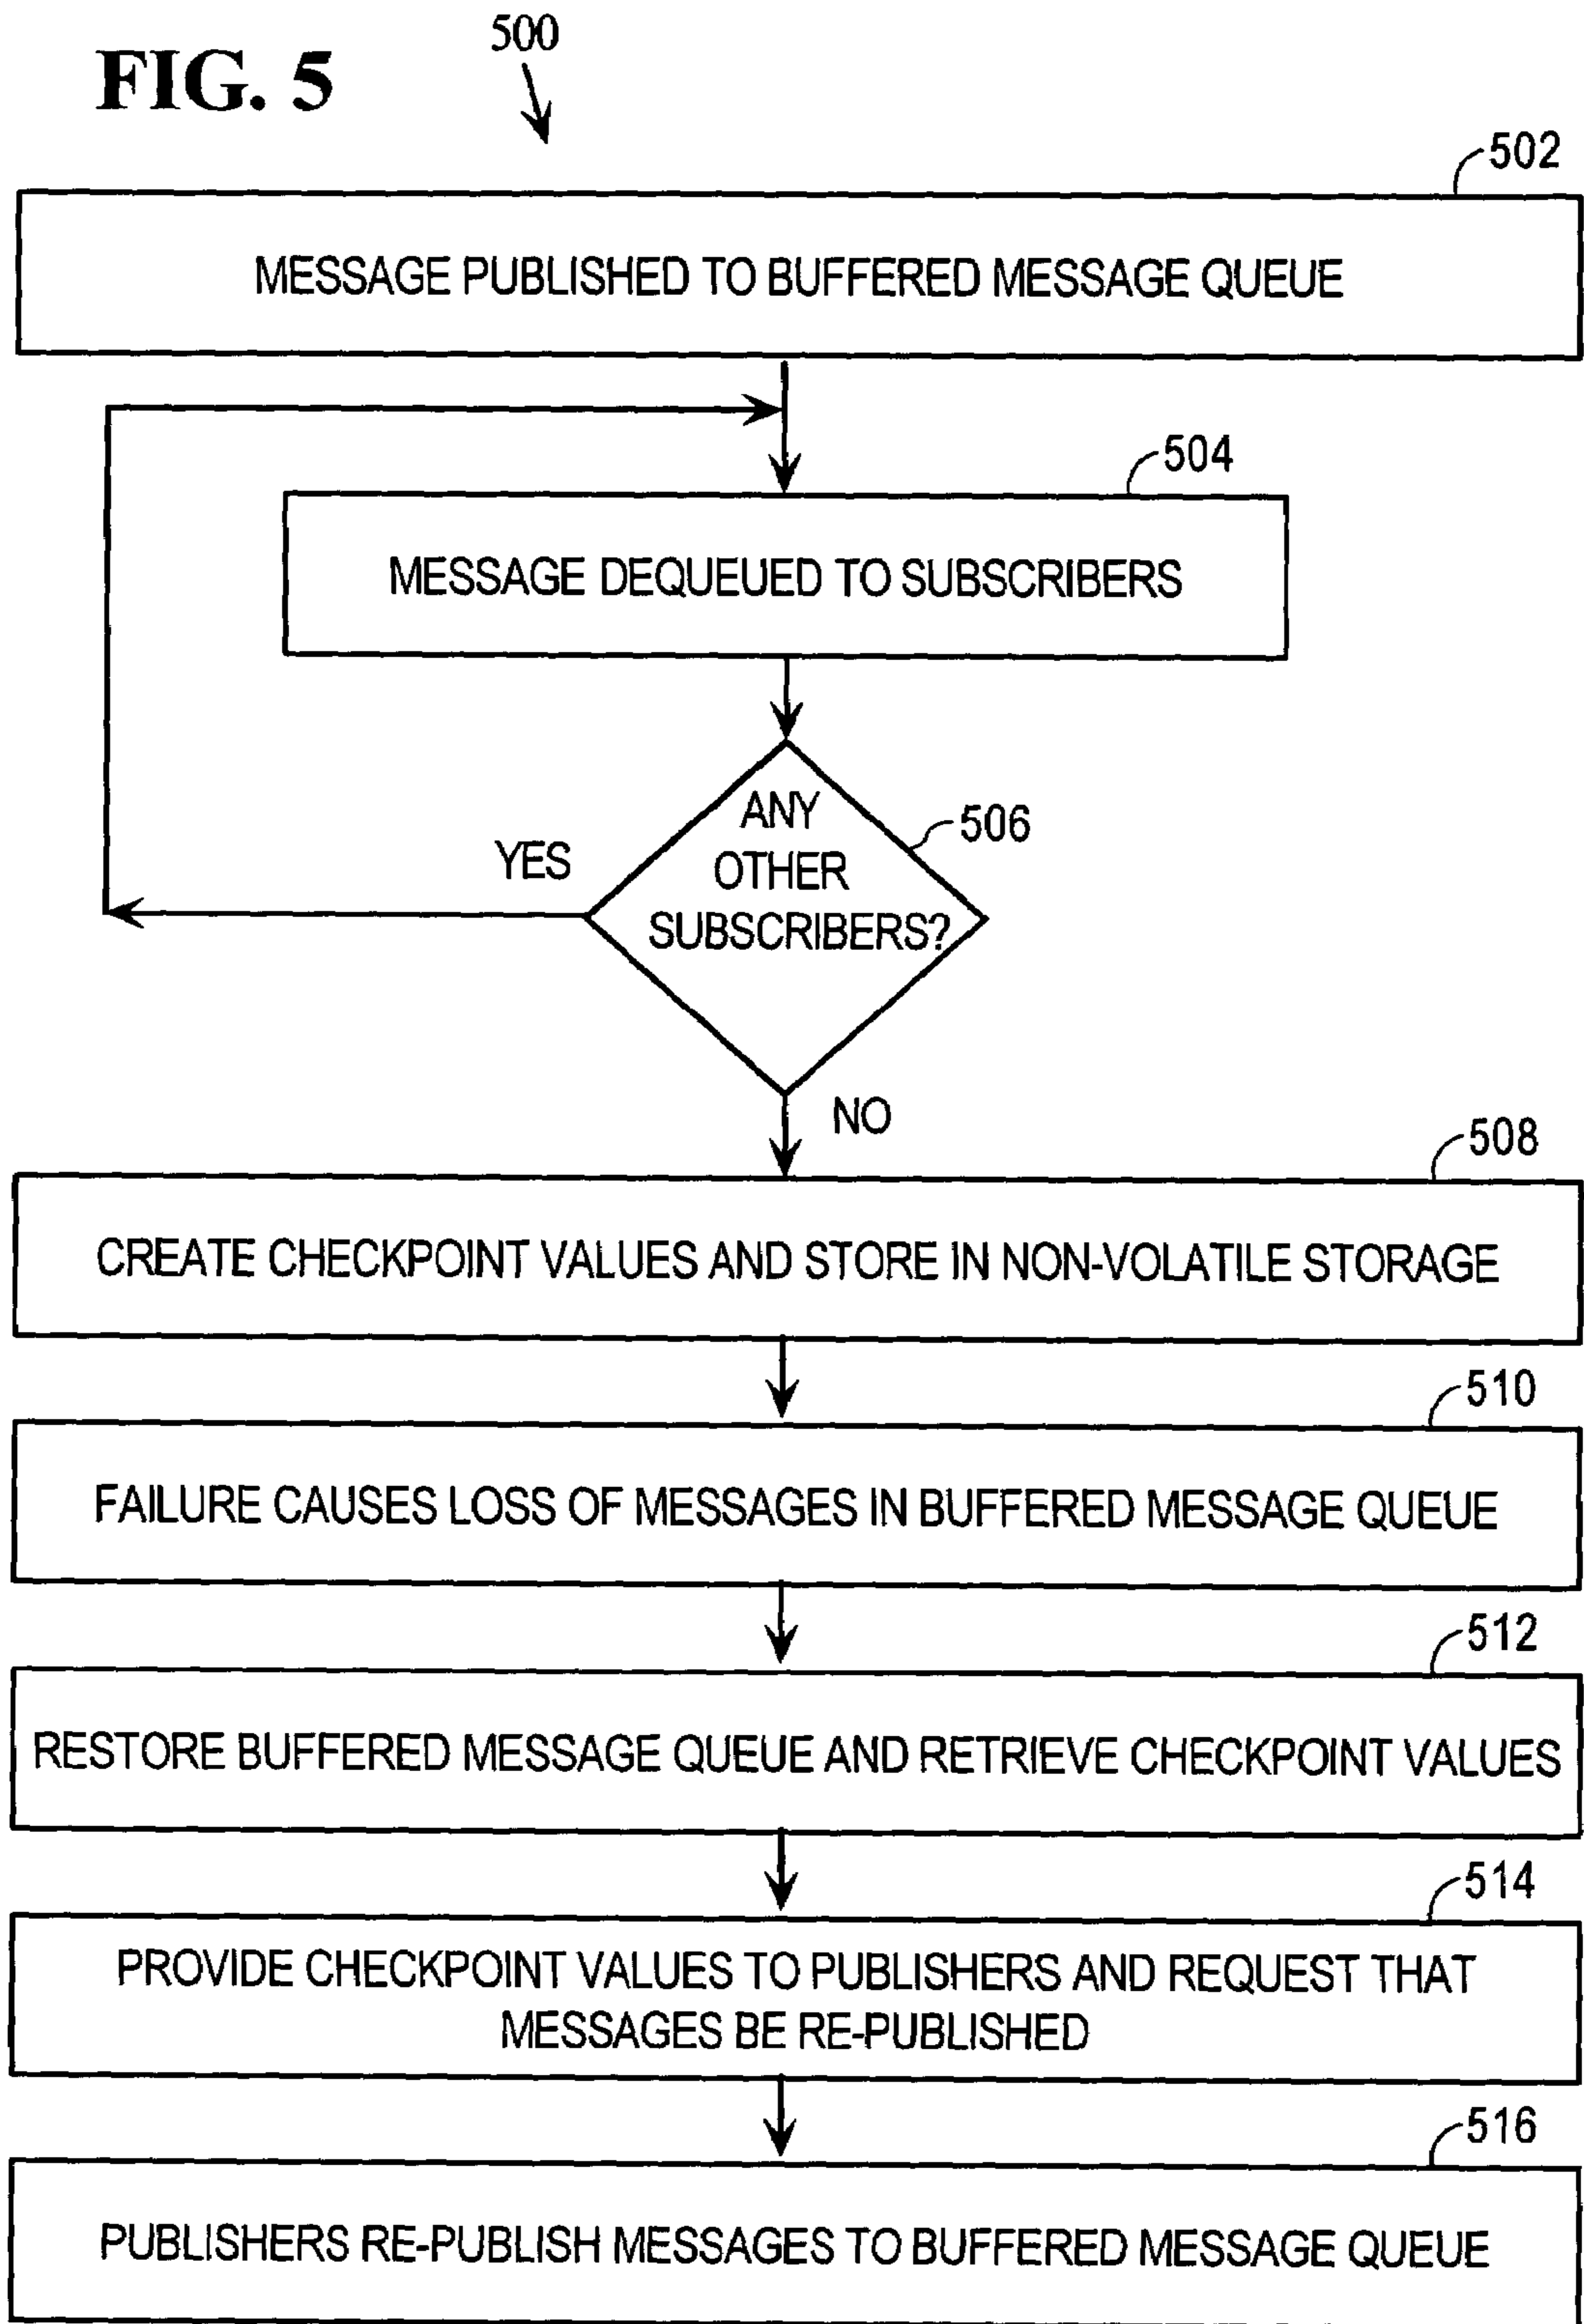 FIG. 5
500
502
MESSAGE PUBLISHED TO BUFFERED MESSAGE QUEUE
504
MESSAGE DEQUEUED TO SUBSCRIBERS
ANY
OTHER
SUBSCRIBERS?
506
YES
NO
508
CREATE CHECKPOINT VALUES AND STORE IN NON-VOLATILE STORAGE
510
FAILURE CAUSES LOSS OF MESSAGES IN BUFFERED MESSAGE QUEUE
512
RESTORE BUFFERED MESSAGE QUEUE AND RETRIEVE CHECKPOINT VALUES
514
PROVIDE CHECKPOINT VALUES TO PUBLISHERS AND REQUEST THAT
MESSAGES BE RE-PUBLISHED
516
PUBLISHERS RE-PUBLISH MESSAGES TO BUFFERED MESSAGE QUEUE